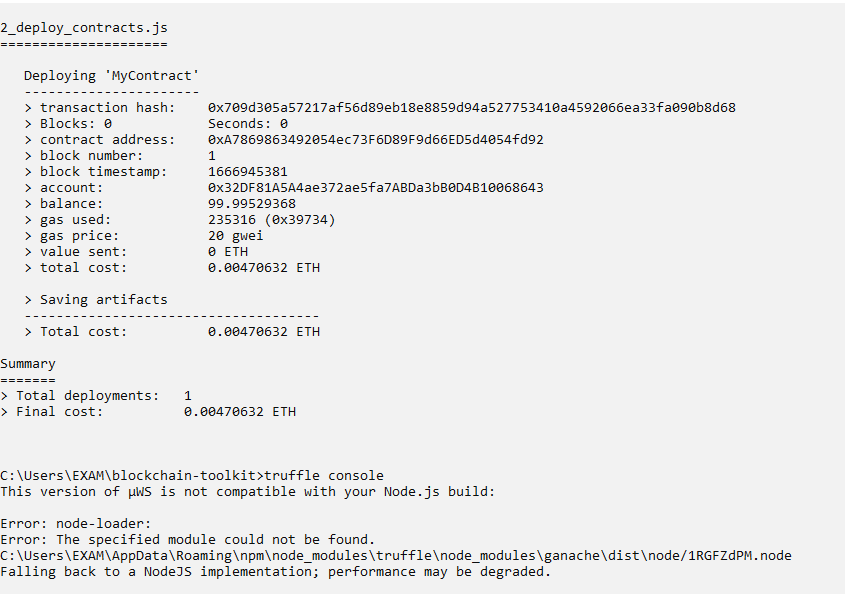 2_deploy_contracts.js
=====================
Deploying 'MyContract'
----------------------
> transaction hash:    0x709d305a57217af56d89eb18e8859d94a527753410a4592066ea33fa090b8d68
> Blocks: 0            Seconds: 0
> contract address:    0xA7869863492054ec73F6D89F9d66ED5d4054fd92
> block number:        1
> block timestamp:     1666945381
> account:             0x32DF81A5A4ae372ae5fa7ABDa3bB0D4B10068643
> balance:             99.99529368
> gas used:            235316 (0x39734)
> gas price:           20 gwei
> value sent:          0 ETH
> total cost:          0.00470632 ETH
> Saving artifacts
-------------------------------------
> Total cost:          0.00470632 ETH
Summary
=======
> Total deployments:   1
> Final cost:          0.00470632 ETH
C:\Users\EXAM\blockchain-toolkit>truffle console
This version of µWS is not compatible with your Node.js build:
Error: node-loader:
Error: The specified module could not be found.
C:\Users\EXAM\AppData\Roaming\npm\node_modules\truffle\node_modules\ganache\dist\node/1RGFZdPM.node
Falling back to a NodeJS implementation; performance may be degraded.